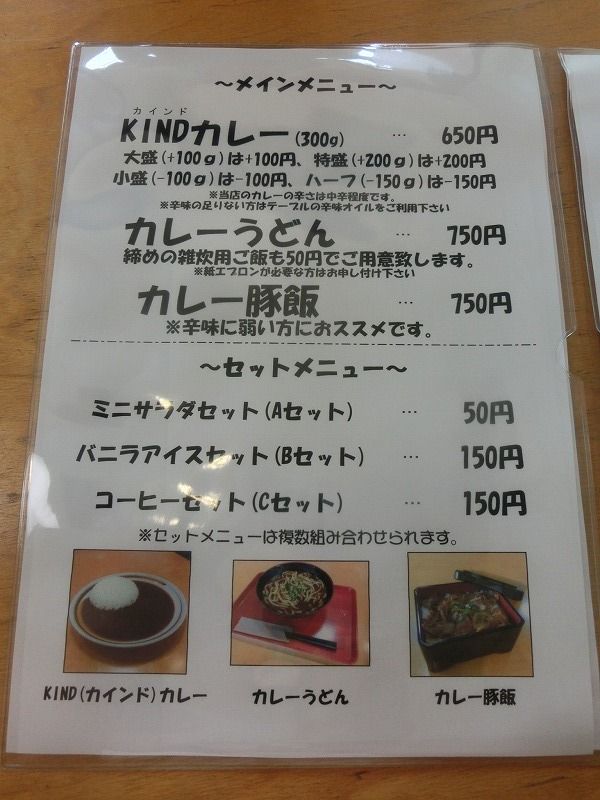 ～メインメニュー～
カインド
KINDカレー(300g) … 650円
大盛(+100g)は+100円、特盛(+200g)は+200円
小盛(-100g)は-100円、ハーフ(-150g)は-150円
※当店のカレーの辛さは中辛程度です。
※辛味の足りない方はテーブルの辛味オイルをご利用下さい
カレーうどん … 750円
締めの雑炊用ご飯も50円でご用意致します。
※紙エプロンが必要な方はお申し付け下さい
カレー豚飯 … 750円
※辛味に弱い方におススメです。
～セットメニュー～
ミニサラダセット(Aセット) … 50円
バニラアイスセット(Bセット) … 150円
コーヒーセット(Cセット) … 150円
※セットメニューは複数組み合わせられます。
KIND(カインド)カレー カレーうどん カレー豚飯